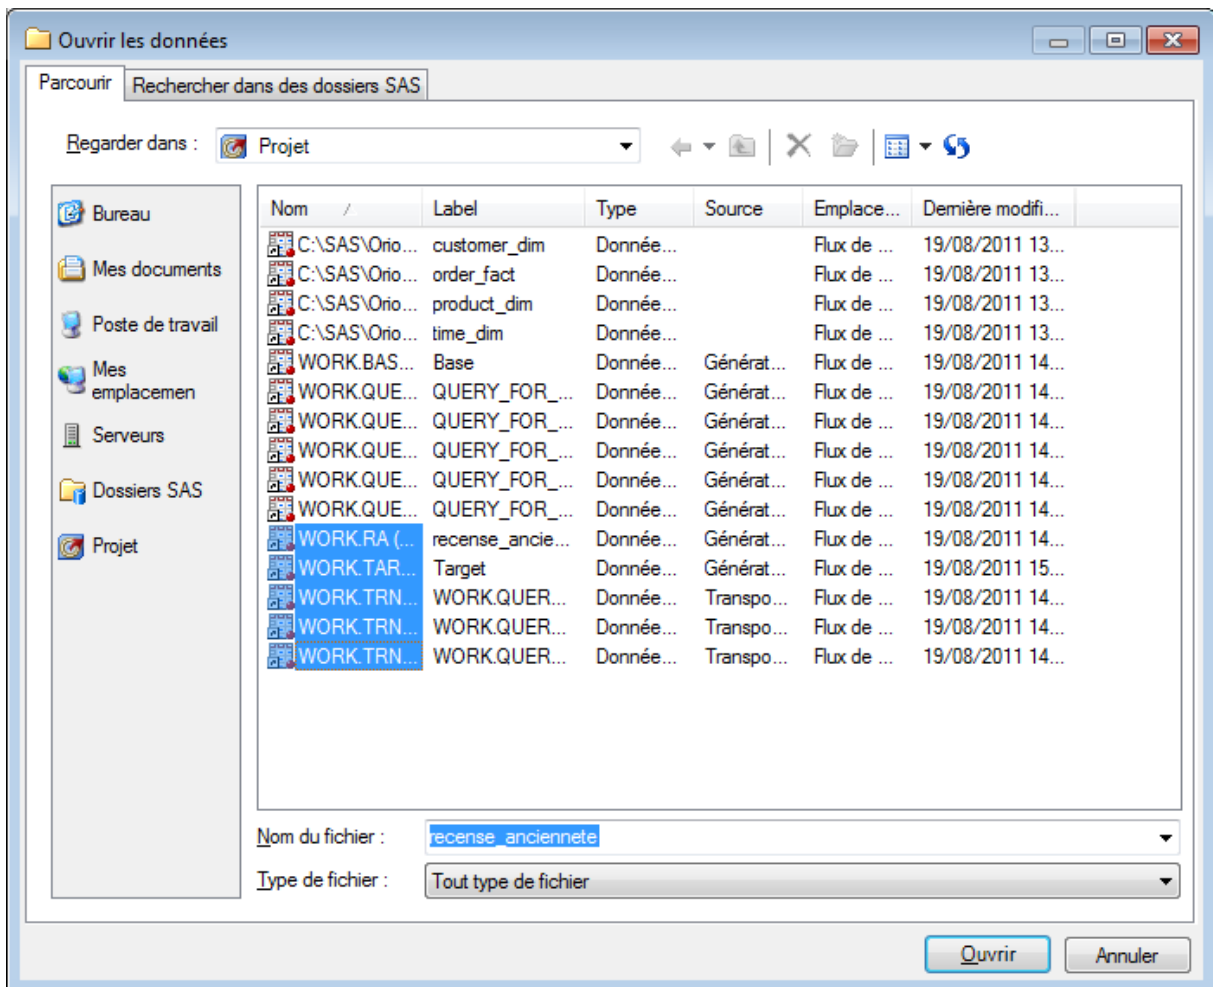 Ouvrir les données
Parcourir Rechercher dans des dossiers SAS
Regarder dans : Projet
Bureau
Mes documents
Poste de travail
Mes
emplacemen
Serveurs
Dossiers SAS
Projet
Nom Label Type Source Emplace... Dernière modifi...
C:\SAS\Orio... customer_dim Donnée... Flux de ... 19/08/2011 13...
C:\SAS\Orio... order_fact Donnée... Flux de ... 19/08/2011 13...
C:\SAS\Orio... product_dim Donnée... Flux de ... 19/08/2011 13...
C:\SAS\Orio... time_dim Donnée... Flux de ... 19/08/2011 13...
WORK.BAS... Base Donnée... Générat... Flux de ... 19/08/2011 14...
WORK.QUE... QUERY_FOR_... Donnée... Générat... Flux de ... 19/08/2011 14...
WORK.QUE... QUERY_FOR_... Donnée... Générat... Flux de ... 19/08/2011 14...
WORK.QUE... QUERY_FOR_... Donnée... Générat... Flux de ... 19/08/2011 14...
WORK.QUE... QUERY_FOR_... Donnée... Générat... Flux de ... 19/08/2011 14...
WORK.QUE... QUERY_FOR_... Donnée... Générat... Flux de ... 19/08/2011 14...
WORK.RA (... recense_ancie... Donnée... Générat... Flux de ... 19/08/2011 14...
WORK.TAR... Target Donnée... Générat... Flux de ... 19/08/2011 15...
WORK.TRN... WORK.QUER... Donnée... Transpo... Flux de ... 19/08/2011 14...
WORK.TRN... WORK.QUER... Donnée... Transpo... Flux de ... 19/08/2011 14...
WORK.TRN... WORK.QUER... Donnée... Transpo... Flux de ... 19/08/2011 14...
Nom du fichier : recense_anciennete
Type de fichier : Tout type de fichier
Ouvrir Annuler